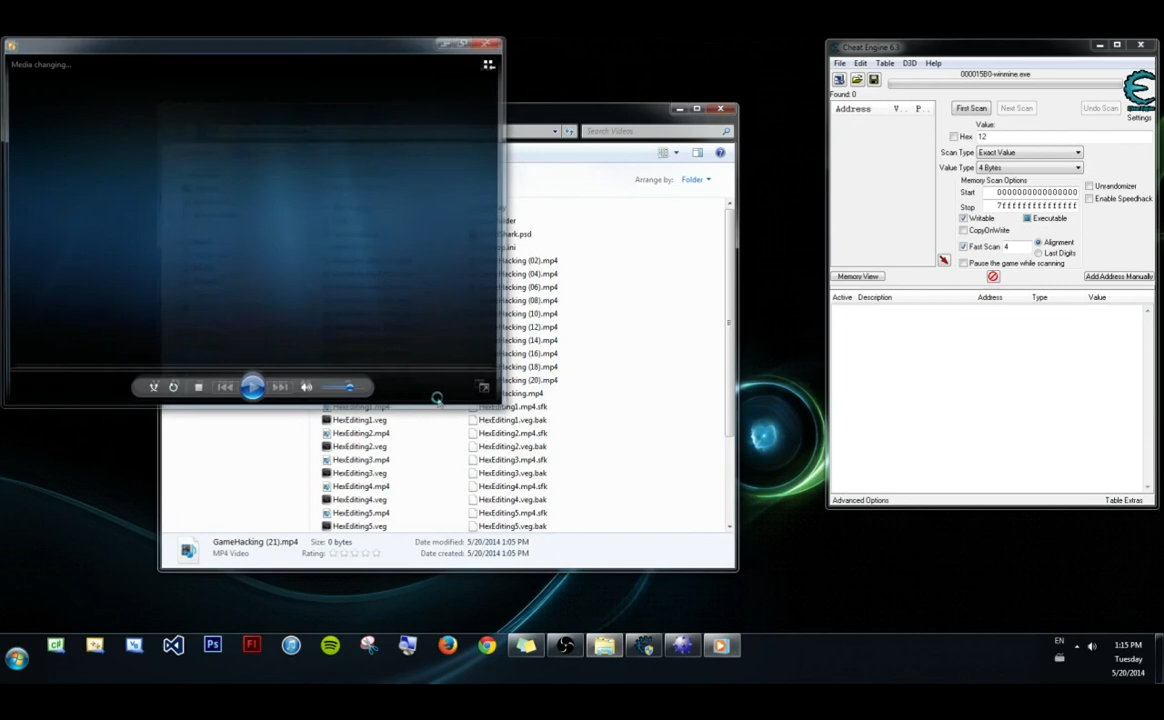 Media changing...
Search Videos
Arrange by: Folder
Shark.psd
acking (02).mp4
acking (04).mp4
acking (06).mp4
acking (08).mp4
acking (10).mp4
acking (12).mp4
acking (14).mp4
acking (16).mp4
acking (18).mp4
acking (20).mp4
acking.mp4
HexEditing1.mp4 HexEditing1.mp4.sfk
HexEditing1.veg HexEditing1.veg.bak
HexEditing2.mp4 HexEditing2.mp4.sfk
HexEditing2.veg HexEditing2.veg.bak
HexEditing3.mp4 HexEditing3.mp4.sfk
HexEditing3.veg HexEditing3.veg.bak
HexEditing4.mp4 HexEditing4.mp4.sfk
HexEditing4.veg HexEditing4.veg.bak
HexEditing5.mp4 HexEditing5.mp4.sfk
HexEditing5.veg HexEditing5.veg.bak
GameHacking (21).mp4 Size: 0 bytes Date modified: 5/20/2014 1:05 PM
MP4 Video Rating: Date created: 5/20/2014 1:05 PM
Cheat Engine 6.3
File Edit Table D3D Help
000015B0-winmine.exe
Found: 0
Address V.. P..
First Scan Next Scan Undo Scan
Settings
Value:
Hex 12
Scan Type Exact Value
Value Type 4 Bytes
Memory Scan Options
Start 0000000000000000
Stop 7fffffffffffffff
Unrandomizer
Enable Speedhack
Writable Executable
CopyOnWrite
Fast Scan 4 Alignment
Last Digits
Pause the game while scanning
Memory View Add Address Manually
Active Description Address Type Value
Advanced Options Table Extras
C# Vb Ps Fl
EN
1:15 PM
Tuesday
5/20/2014